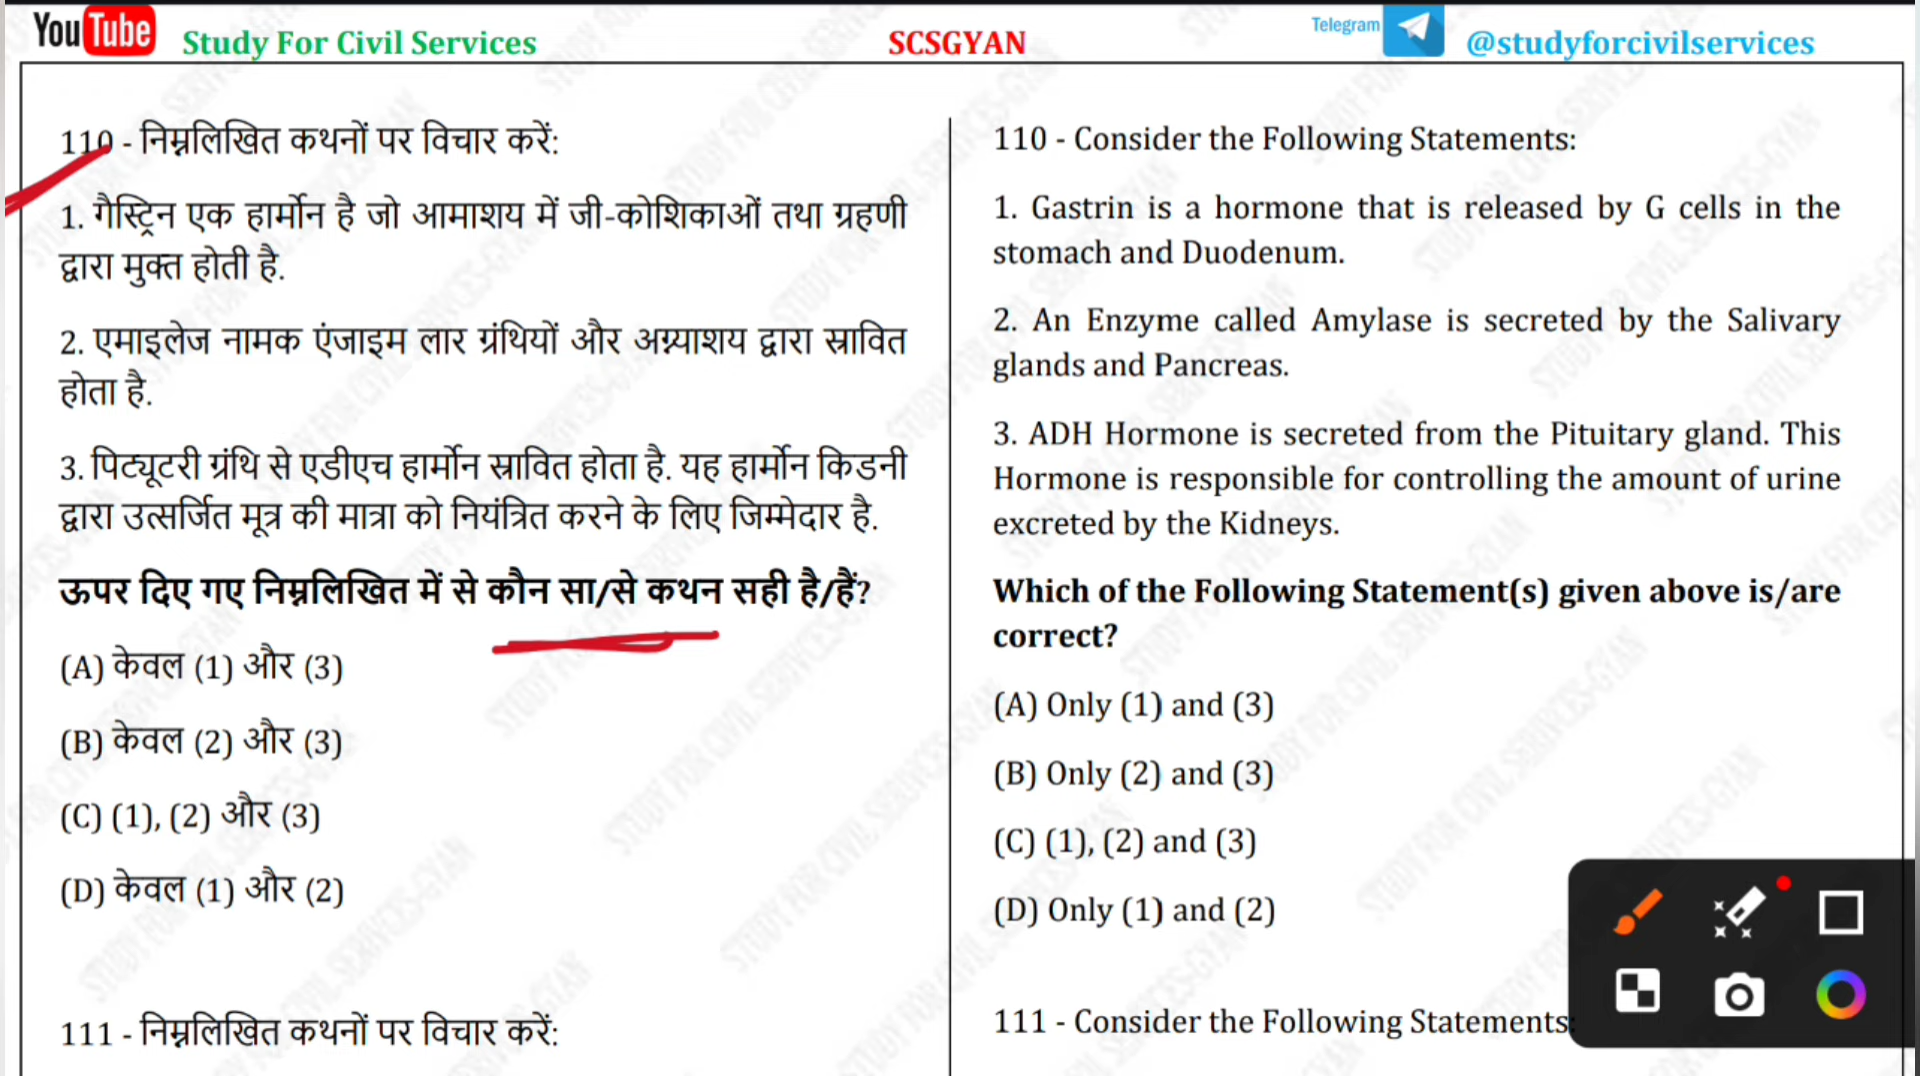 YouTube Study For Civil Services SCSGYAN Telegram @studyforcivilservices
110 - निम्नलिखित कथनों पर विचार करें:
1. गैस्ट्रिन एक हार्मोन है जो आमाशय में जी-कोशिकाओं तथा ग्रहणी
द्वारा मुक्त होती है.
2. एमाइलेज नामक एंजाइम लार ग्रंथियों और अग्न्याशय द्वारा स्रावित
होता है.
3. पिट्यूटरी ग्रंथि से एडीएच हार्मोन स्रावित होता है. यह हार्मोन किडनी
द्वारा उत्सर्जित मूत्र की मात्रा को नियंत्रित करने के लिए जिम्मेदार है.
ऊपर दिए गए निम्नलिखित में से कौन सा/से कथन सही है/हैं?
(A) केवल (1) और (3)
(B) केवल (2) और (3)
(C) (1), (2) और (3)
(D) केवल (1) और (2)
111 - निम्नलिखित कथनों पर विचार करें:
110 - Consider the Following Statements:
1. Gastrin is a hormone that is released by G cells in the
stomach and Duodenum.
2. An Enzyme called Amylase is secreted by the Salivary
glands and Pancreas.
3. ADH Hormone is secreted from the Pituitary gland. This
Hormone is responsible for controlling the amount of urine
excreted by the Kidneys.
Which of the Following Statement(s) given above is/are
correct?
(A) Only (1) and (3)
(B) Only (2) and (3)
(C) (1), (2) and (3)
(D) Only (1) and (2)
111 - Consider the Following Statements: